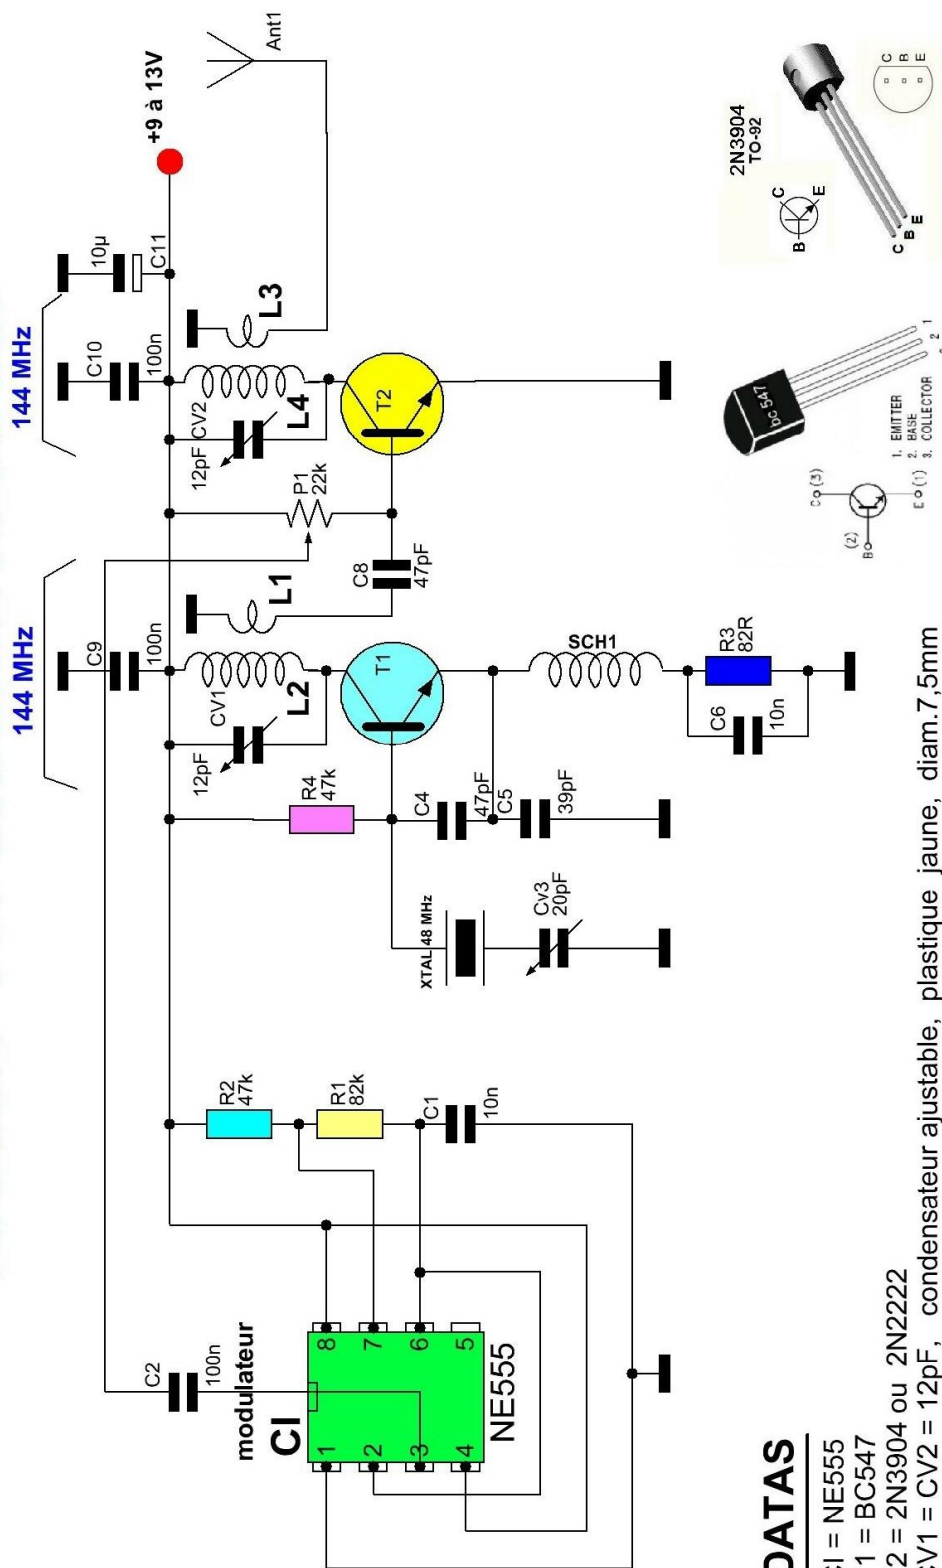 144 MHz
144 MHz
+9 à 13V
Ant1
C9
100n
C10
100n
10µ
C11
12pF
CV1
L2
L1
12pF
CV2
L4
L3
C2
100n
modulateur
CI
1
2
3
4
8
7
6
5
NE555
R2
47k
R1
82k
C1
10n
R4
47k
XTAL 48 MHz
Cv3
20pF
C4
47pF
C5
39pF
T1
C8
47pF
P1
22k
T2
SCH1
C6
10n
R3
82R
2N3904
TO-92
B
C
E
C
B
E
C
B
E
bc547
1
2
C (3)
(2)
B
E (1)
1. EMITTER
2. BASE
3. COLLECTOR
DATAS
= NE555
1 = BC547
2 = 2N3904 ou 2N2222
CV1 = CV2 = 12pF, condensateur ajustable, plastique jaune, diam.7,5mm